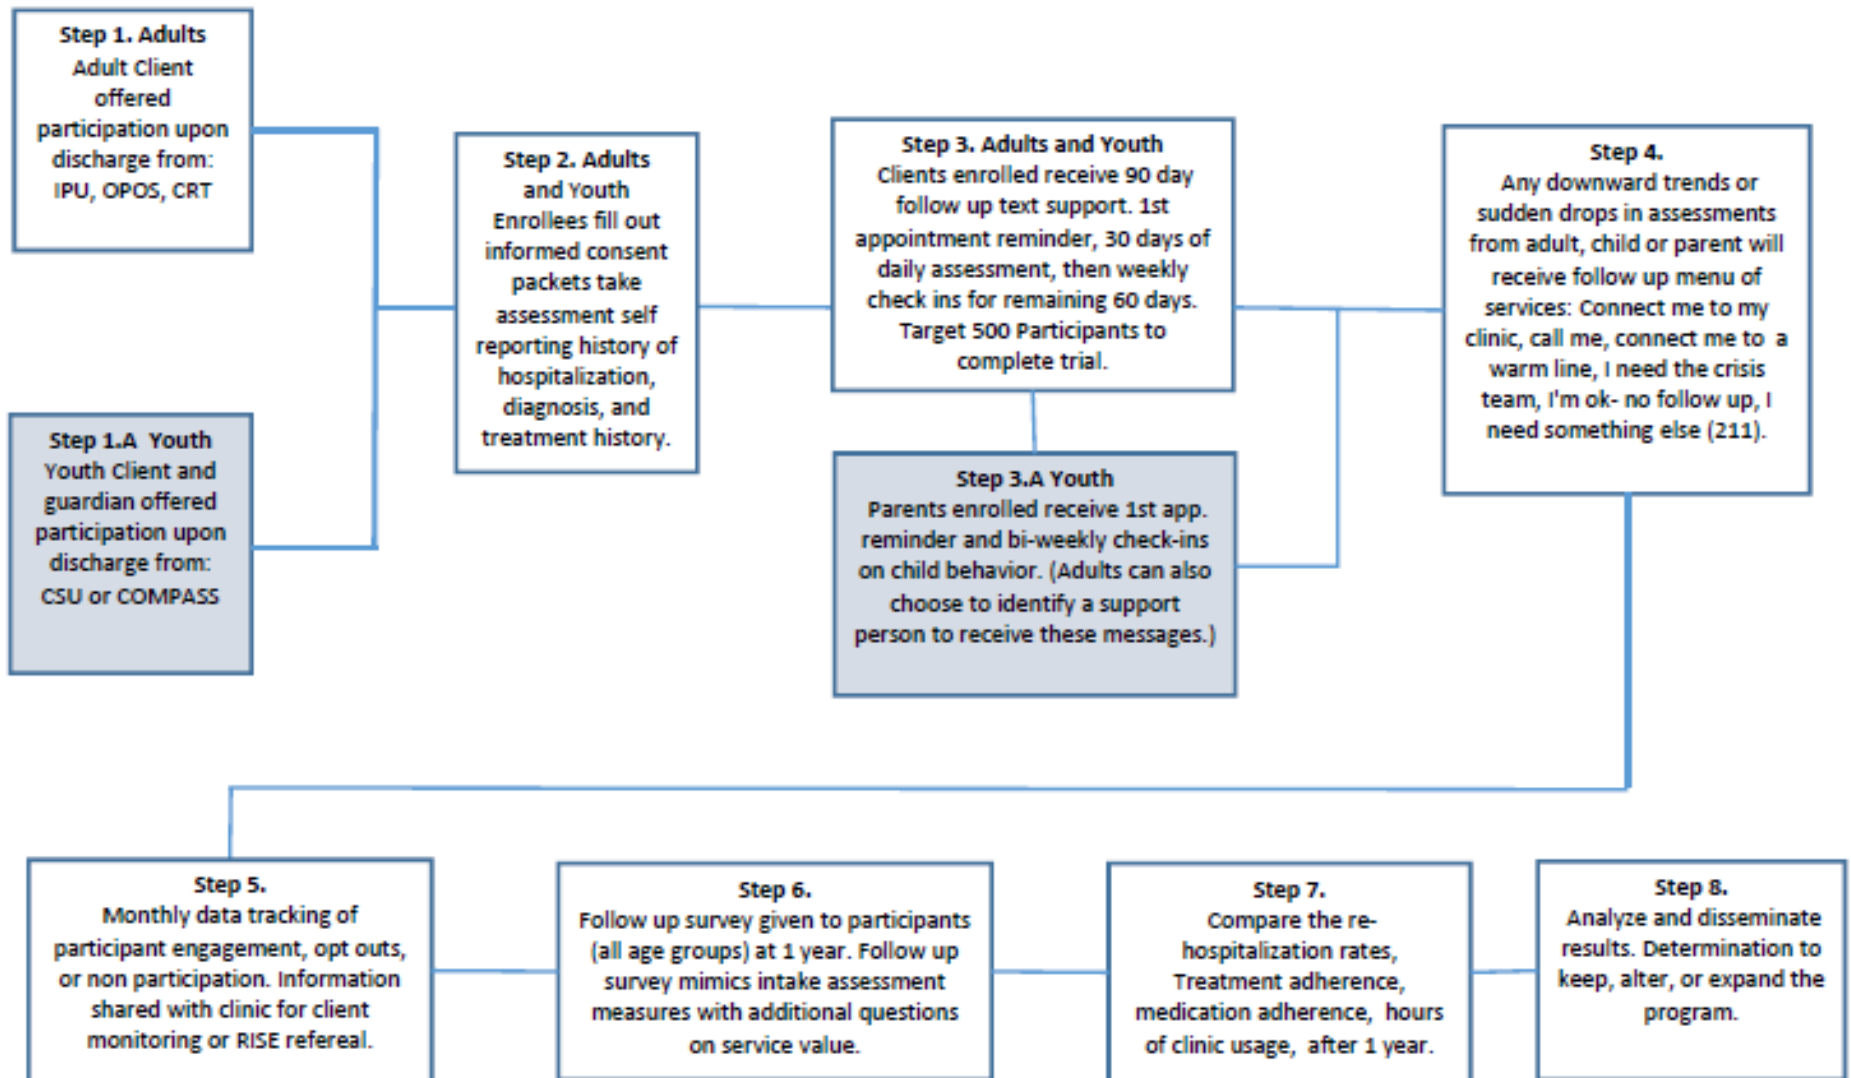 Step 1. Adults
Adult Client
offered
participation upon
discharge from:
IPU, OPOS, CRT
Step 1.A  Youth
Youth Client and
guardian offered
participation upon
discharge from:
CSU or COMPASS
Step 2. Adults
and Youth
Enrollees fill out
informed consent
packets take
assessment self
reporting history of
hospitalization,
diagnosis, and
treatment history.
Step 3. Adults and Youth
Clients enrolled receive 90 day
follow up text support. 1st
appointment reminder, 30 days of
daily assessment, then weekly
check ins for remaining 60 days.
Target 500 Participants to
complete trial.
Step 3.A Youth
Parents enrolled receive 1st app.
reminder and bi-weekly check-ins
on child behavior. (Adults can also
choose to identify a support
person to receive these messages.)
Step 4.
Any downward trends or
sudden drops in assessments
from adult, child or parent will
receive follow up menu of
services: Connect me to my
clinic, call me, connect me to  a
warm line, I need the crisis
team, I'm ok- no follow up, I
need something else (211).
Step 5.
Monthly data tracking of
participant engagement, opt outs,
or non participation. Information
shared with clinic for client
monitoring or RISE refereal.
Step 6.
Follow up survey given to participants
(all age groups) at 1 year. Follow up
survey mimics intake assessment
measures with additional questions
on service value.
Step 7.
Compare the re-
hospitalization rates,
Treatment adherence,
medication adherence,  hours
of clinic usage,  after 1 year.
Step 8.
Analyze and disseminate
results. Determination to
keep, alter, or expand the
program.